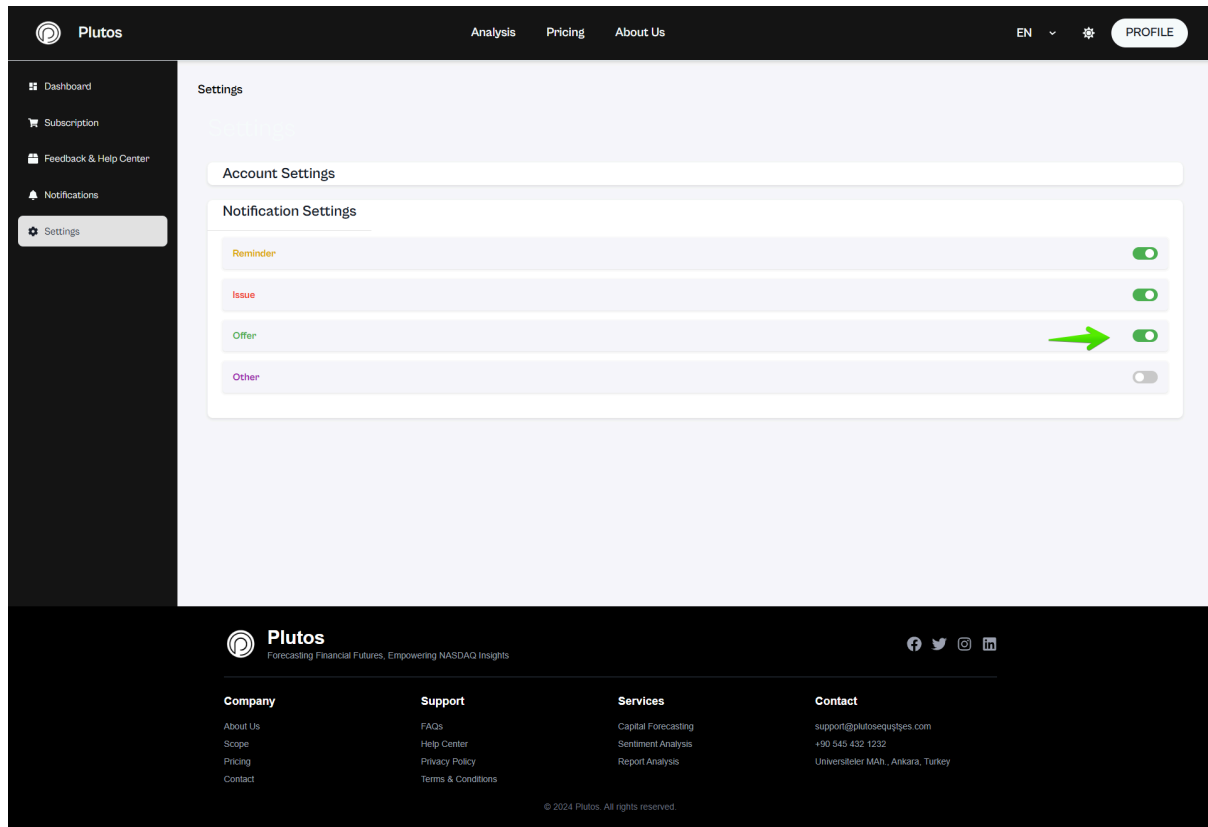 Plutos
Analysis Pricing About Us
EN
PROFILE
Dashboard
Subscription
Feedback & Help Center
Notifications
Settings
Settings
Settings
Account Settings
Notification Settings
Reminder
Issue
Offer
Other
Plutos
Forecasting Financial Futures, Empowering NASDAQ Insights
Company
About Us
Scope
Pricing
Contact
Support
FAQs
Help Center
Privacy Policy
Terms & Conditions
Services
Capital Forecasting
Sentiment Analysis
Report Analysis
Contact
support@plutosequştşes.com
+90 545 432 1232
Universiteler MAh., Ankara, Turkey
© 2024 Plutos. All rights reserved.